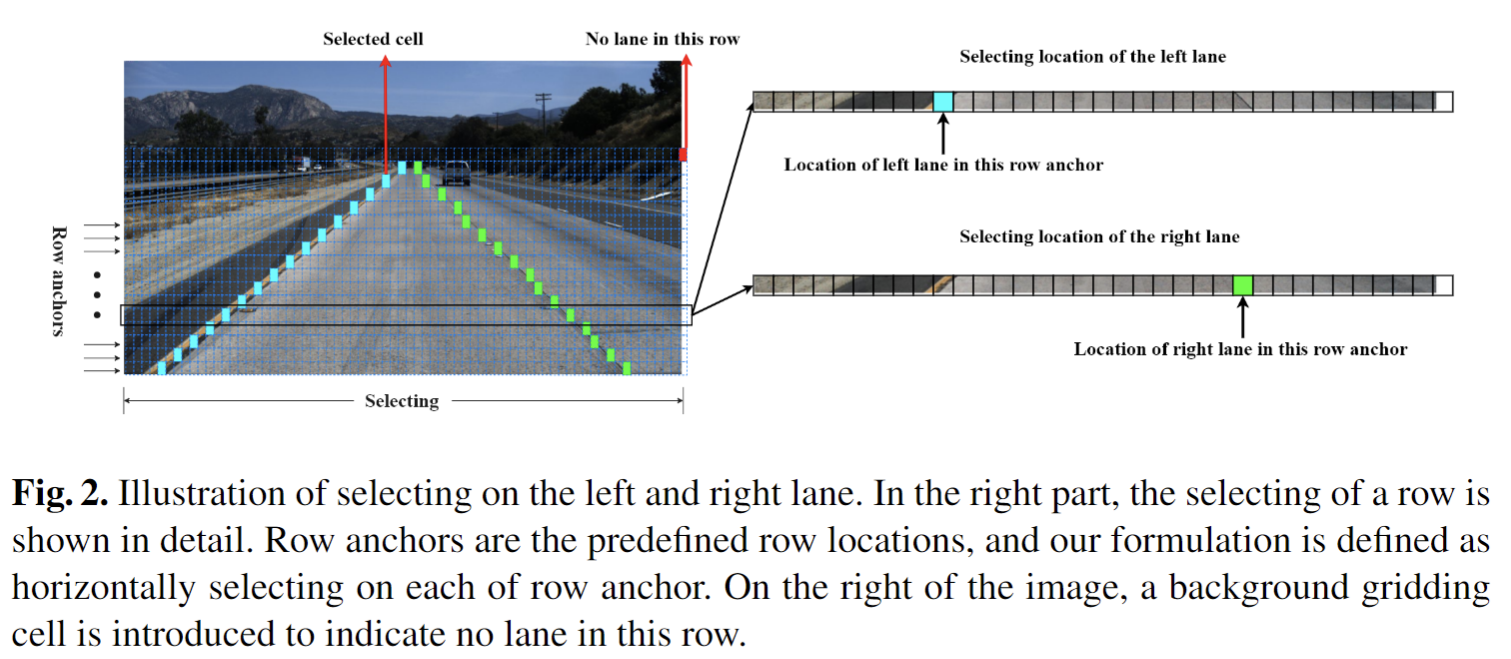 Selected cell
No lane in this row
Selecting location of the left lane
Location of left lane in this row anchor
Row anchors
Selecting location of the right lane
Location of right lane in this row anchor
Selecting
Fig. 2. Illustration of selecting on the left and right lane. In the right part, the selecting of a row is
shown in detail. Row anchors are the predefined row locations, and our formulation is defined as
horizontally selecting on each of row anchor. On the right of the image, a background gridding
cell is introduced to indicate no lane in this row.